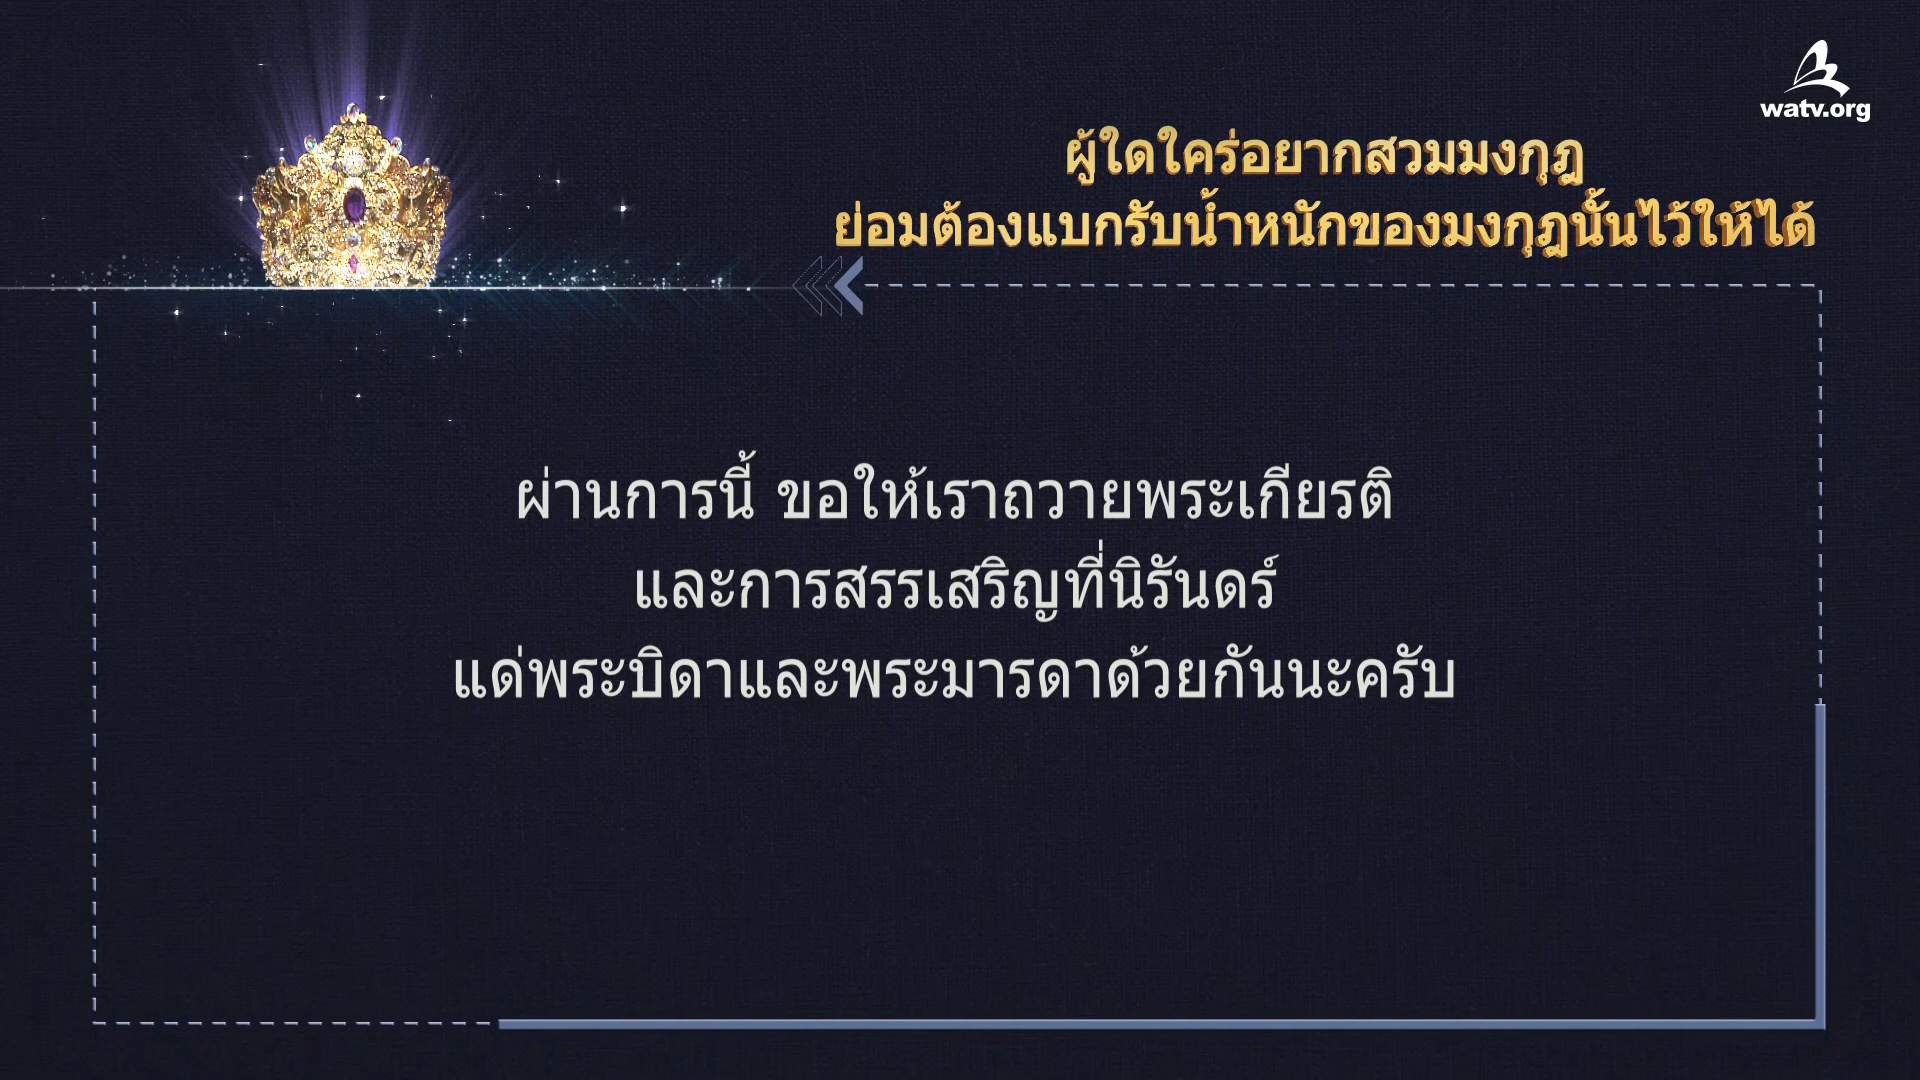 watv.org
ผู้ใดใคร่อยากสวมมงกุฎ
ย่อมต้องแบกรับน้ำหนักของมงกุฎนั้นไว้ให้ได้
ผ่านการนี้ ขอให้เราถวายพระเกียรติ
และการสรรเสริญที่นิรันดร์
แด่พระบิดาและพระมารดาด้วยกันนะครับ